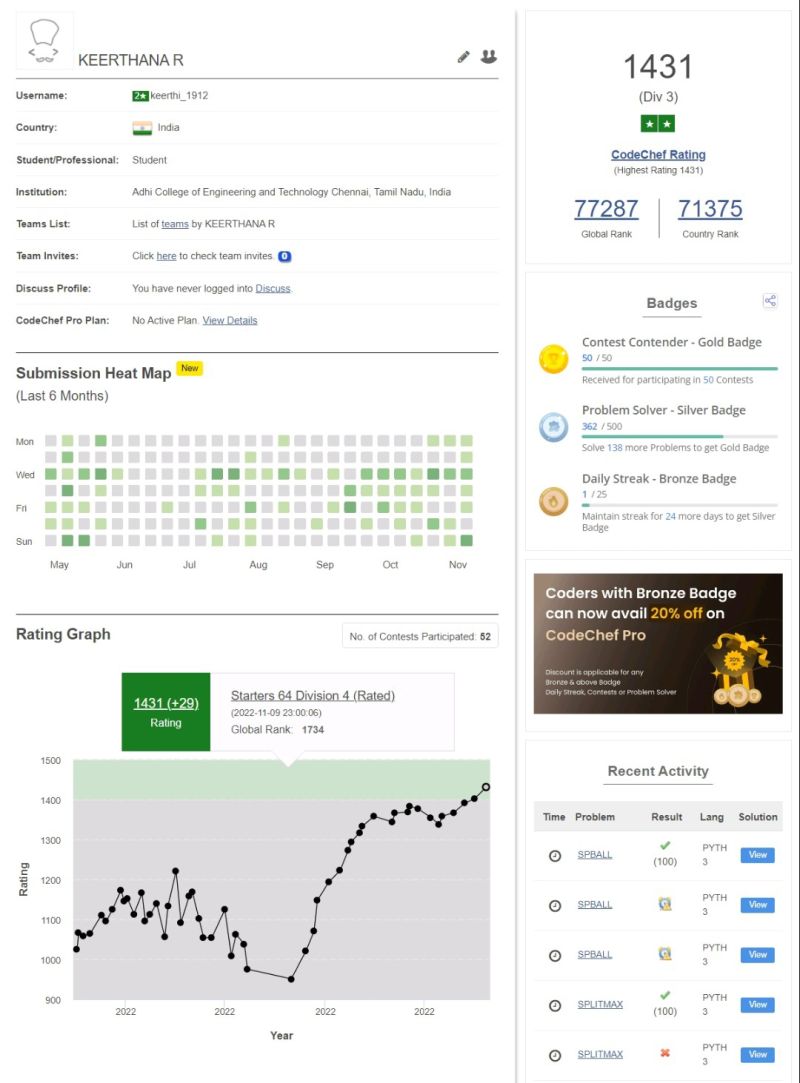 KEERTHANA R
Username: 2★ keerthi_1912
Country: India
Student/Professional: Student
Institution: Adhi College of Engineering and Technology Chennai, Tamil Nadu, India
Teams List: List of teams by KEERTHANA R
Team Invites: Click here to check team invites. 0
Discuss Profile: You have never logged into Discuss.
CodeChef Pro Plan: No Active Plan. View Details
Submission Heat Map New
(Last 6 Months)
Mon
Wed
Fri
Sun
May Jun Jul Aug Sep Oct Nov
Rating Graph
No. of Contests Participated: 52
1431 (+29)
Rating
Starters 64 Division 4 (Rated)
(2022-11-09 23:00:06)
Global Rank: 1734
1500
1400
1300
1200
1100
1000
900
Rating
2022 2022 2022 2022
Year
1431
(Div 3)
★ ★
CodeChef Rating
(Highest Rating 1431)
77287
Global Rank
71375
Country Rank
Badges
Contest Contender - Gold Badge
50 / 50
Received for participating in 50 Contests
Problem Solver - Silver Badge
362 / 500
Solve 138 more Problems to get Gold Badge
Daily Streak - Bronze Badge
1 / 25
Maintain streak for 24 more days to get Silver
Badge
Coders with Bronze Badge
can now avail 20% off on
CodeChef Pro
Discount is applicable for any
Bronze & above Badge
Daily Streak, Contests or Problem Solver
20%
OFF
Recent Activity
Time Problem Result Lang Solution
SPBALL (100) PYTH 3 View
SPBALL PYTH 3 View
SPBALL PYTH 3 View
SPLITMAX (100) PYTH 3 View
SPLITMAX PYTH 3 View